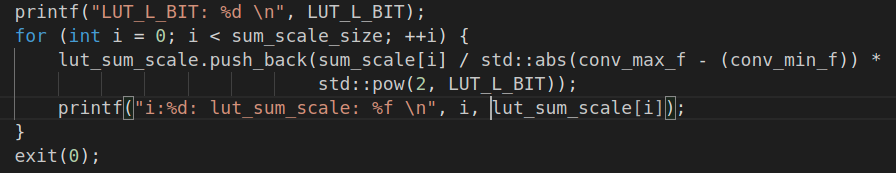 printf("LUT_L_BIT: %d \n", LUT_L_BIT);
for (int i = 0; i < sum_scale_size; ++i) {
    lut_sum_scale.push_back(sum_scale[i] / std::abs(conv_max_f - (conv_min_f)) *
                            std::pow(2, LUT_L_BIT));
    printf("i:%d: lut_sum_scale: %f \n", i, lut_sum_scale[i]);
}
exit(0);